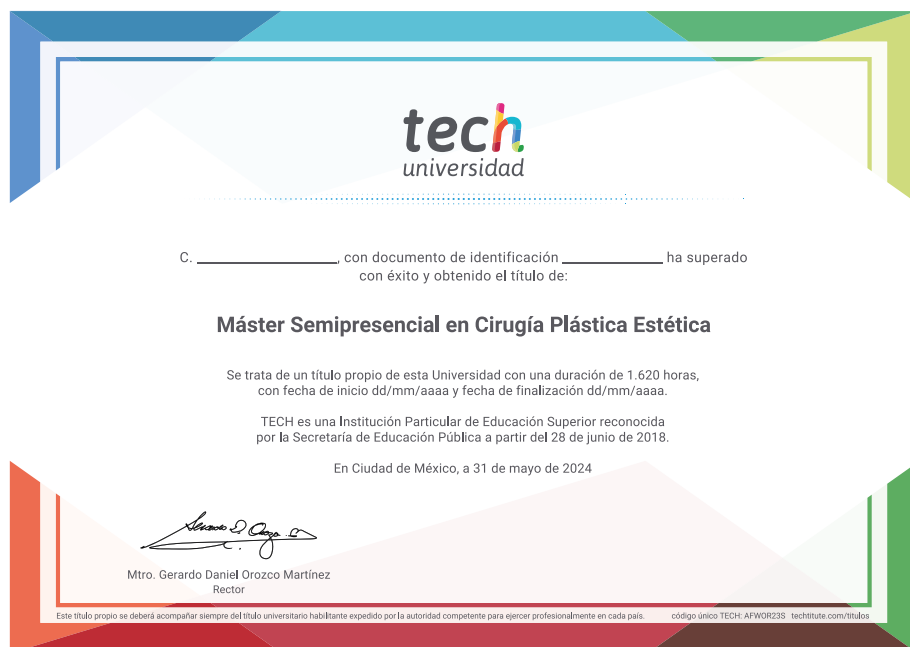 tech
universidad
C. ________________, con documento de identificación ____________ ha superado
con éxito y obtenido el título de:
Máster Semipresencial en Cirugía Plástica Estética
Se trata de un título propio de esta Universidad con una duración de 1.620 horas,
con fecha de inicio dd/mm/aaaa y fecha de finalización dd/mm/aaaa.
TECH es una Institución Particular de Educación Superior reconocida
por la Secretaría de Educación Pública a partir del 28 de junio de 2018.
En Ciudad de México, a 31 de mayo de 2024
Mtro. Gerardo Daniel Orozco Martínez
Rector
Este título propio se deberá acompañar siempre del título universitario habilitante expedido por la autoridad competente para ejercer profesionalmente en cada país. código único TECH: AFWOR23S techtitute.com/titulos